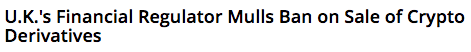 U.K.'s Financial Regulator Mulls Ban on Sale of Crypto
Derivatives